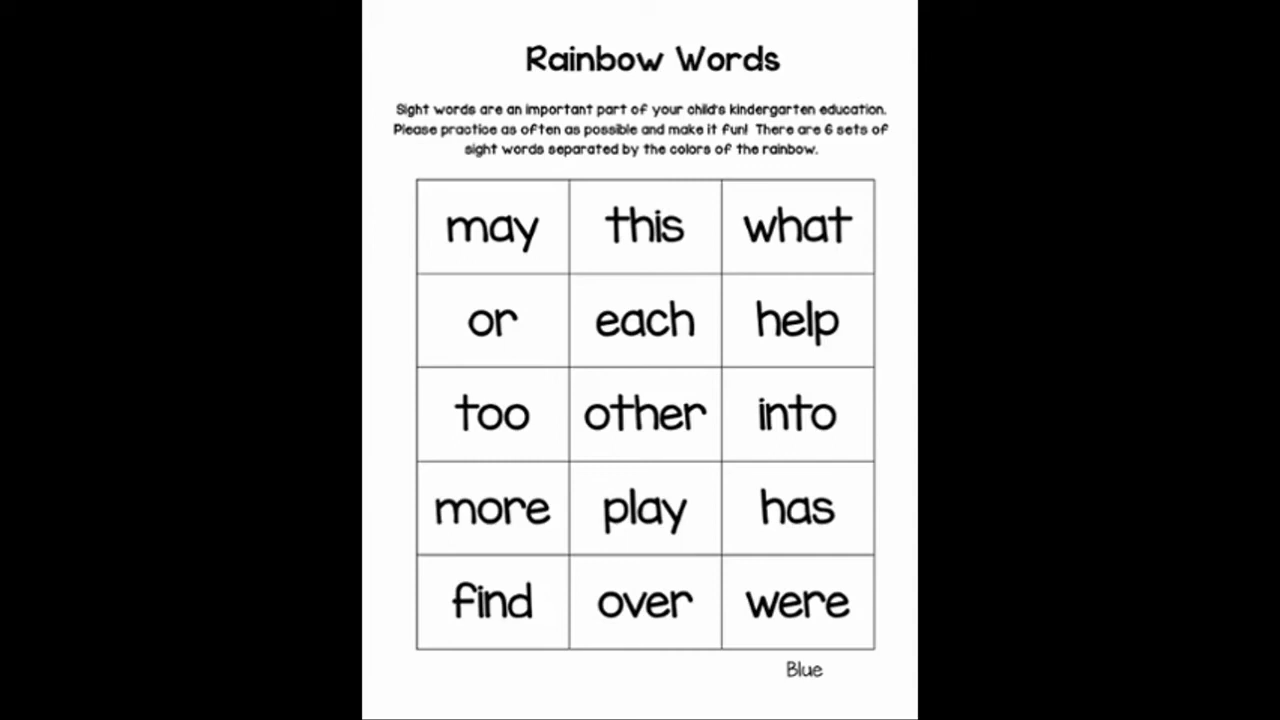 Rainbow Words
Sight words are an important part of your child's kindergarten education.
Please practice as often as possible and make it fun! There are 6 sets of
sight words separated by the colors of the rainbow.
may this what
or each help
too other into
more play has
find over were
Blue